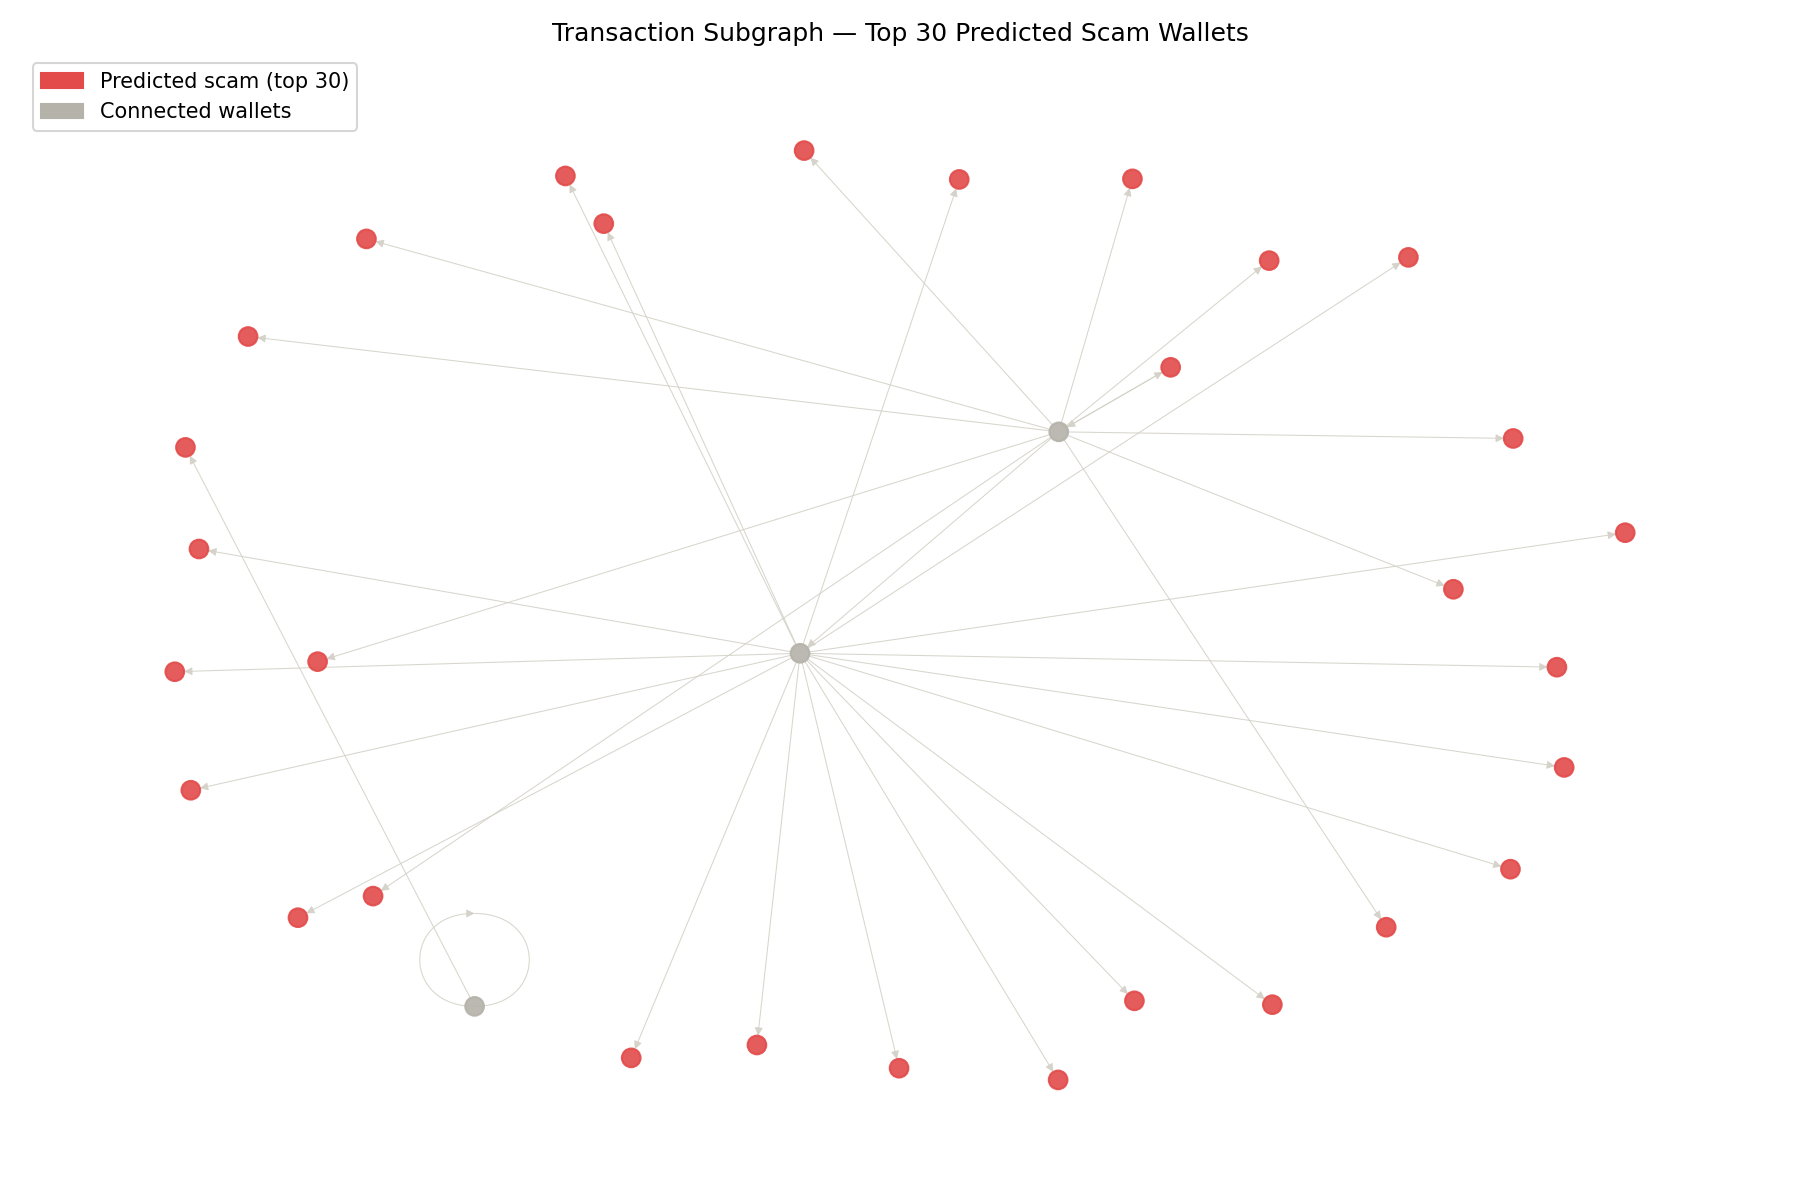 Transaction Subgraph — Top 30 Predicted Scam Wallets
Predicted scam (top 30)
Connected wallets